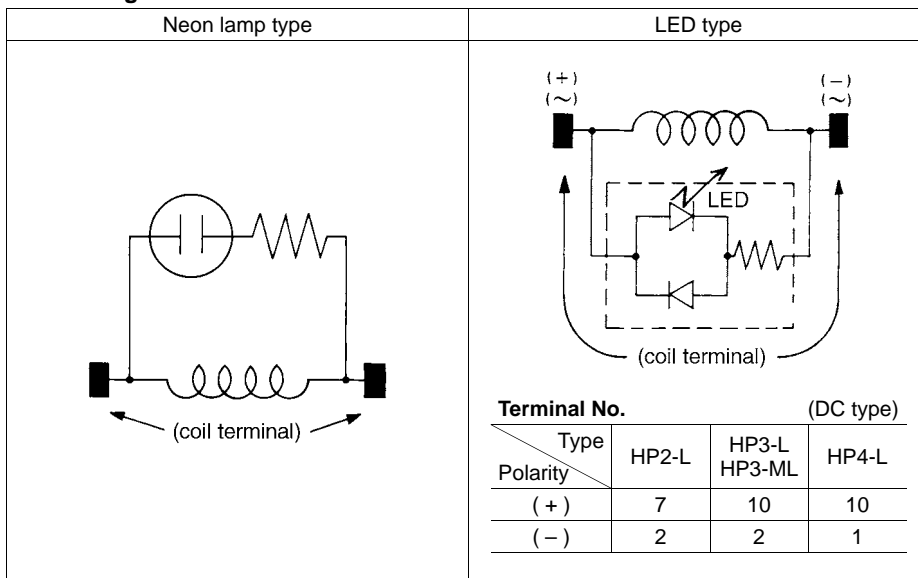 Neon lamp type
LED type
(coil terminal)
(+) (−)
(~) (~)
LED
(coil terminal)
Terminal No. (DC type)
Type
Polarity
HP2-L
HP3-L
HP3-ML
HP4-L
( + ) 7 10 10
( – ) 2 2 1